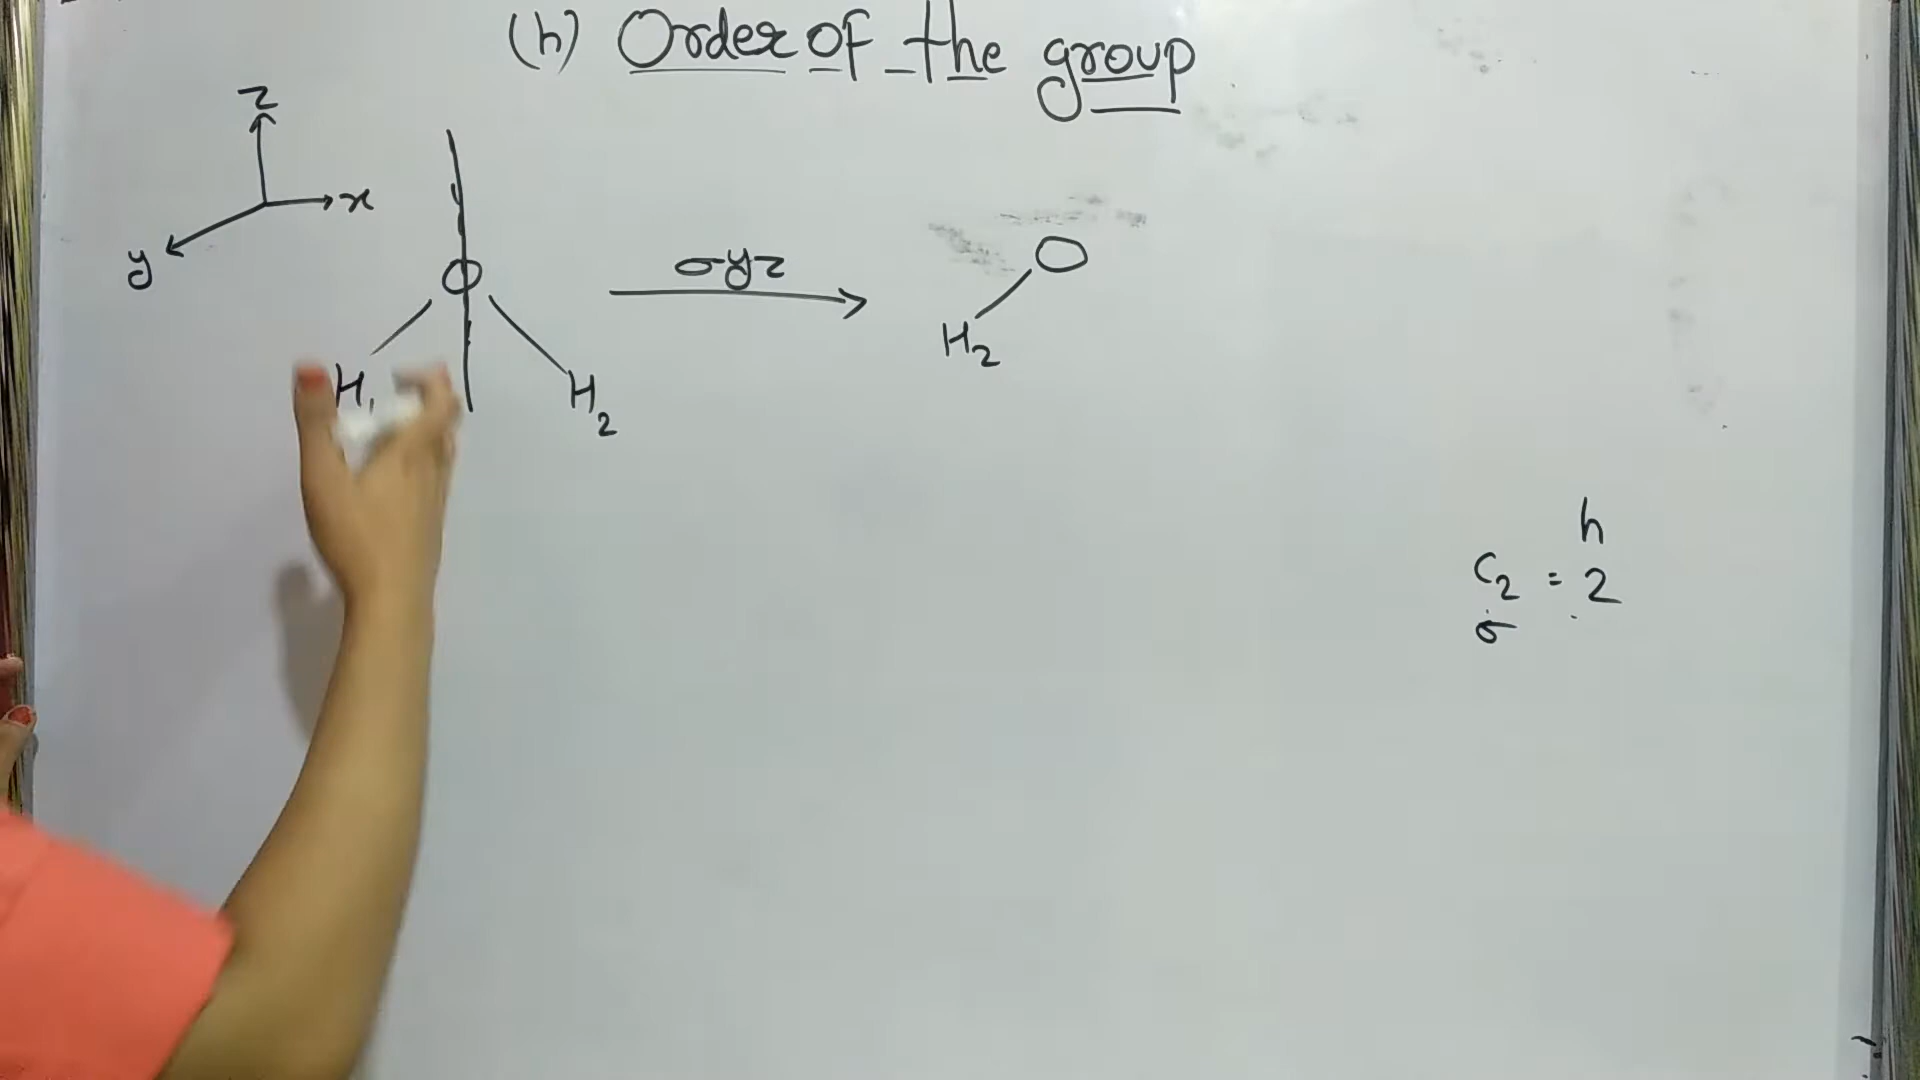 (h) Order of the group
z
x
y
O
H1 H2
σyz
O
H2
h
C2 = 2
σ